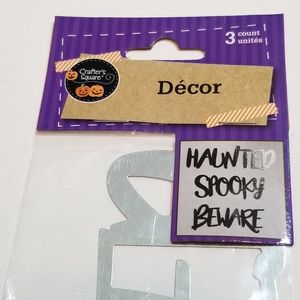 3 count
unités
Crafter's
Square
Décor
HAUNTED
SPOOKY
BEWARE